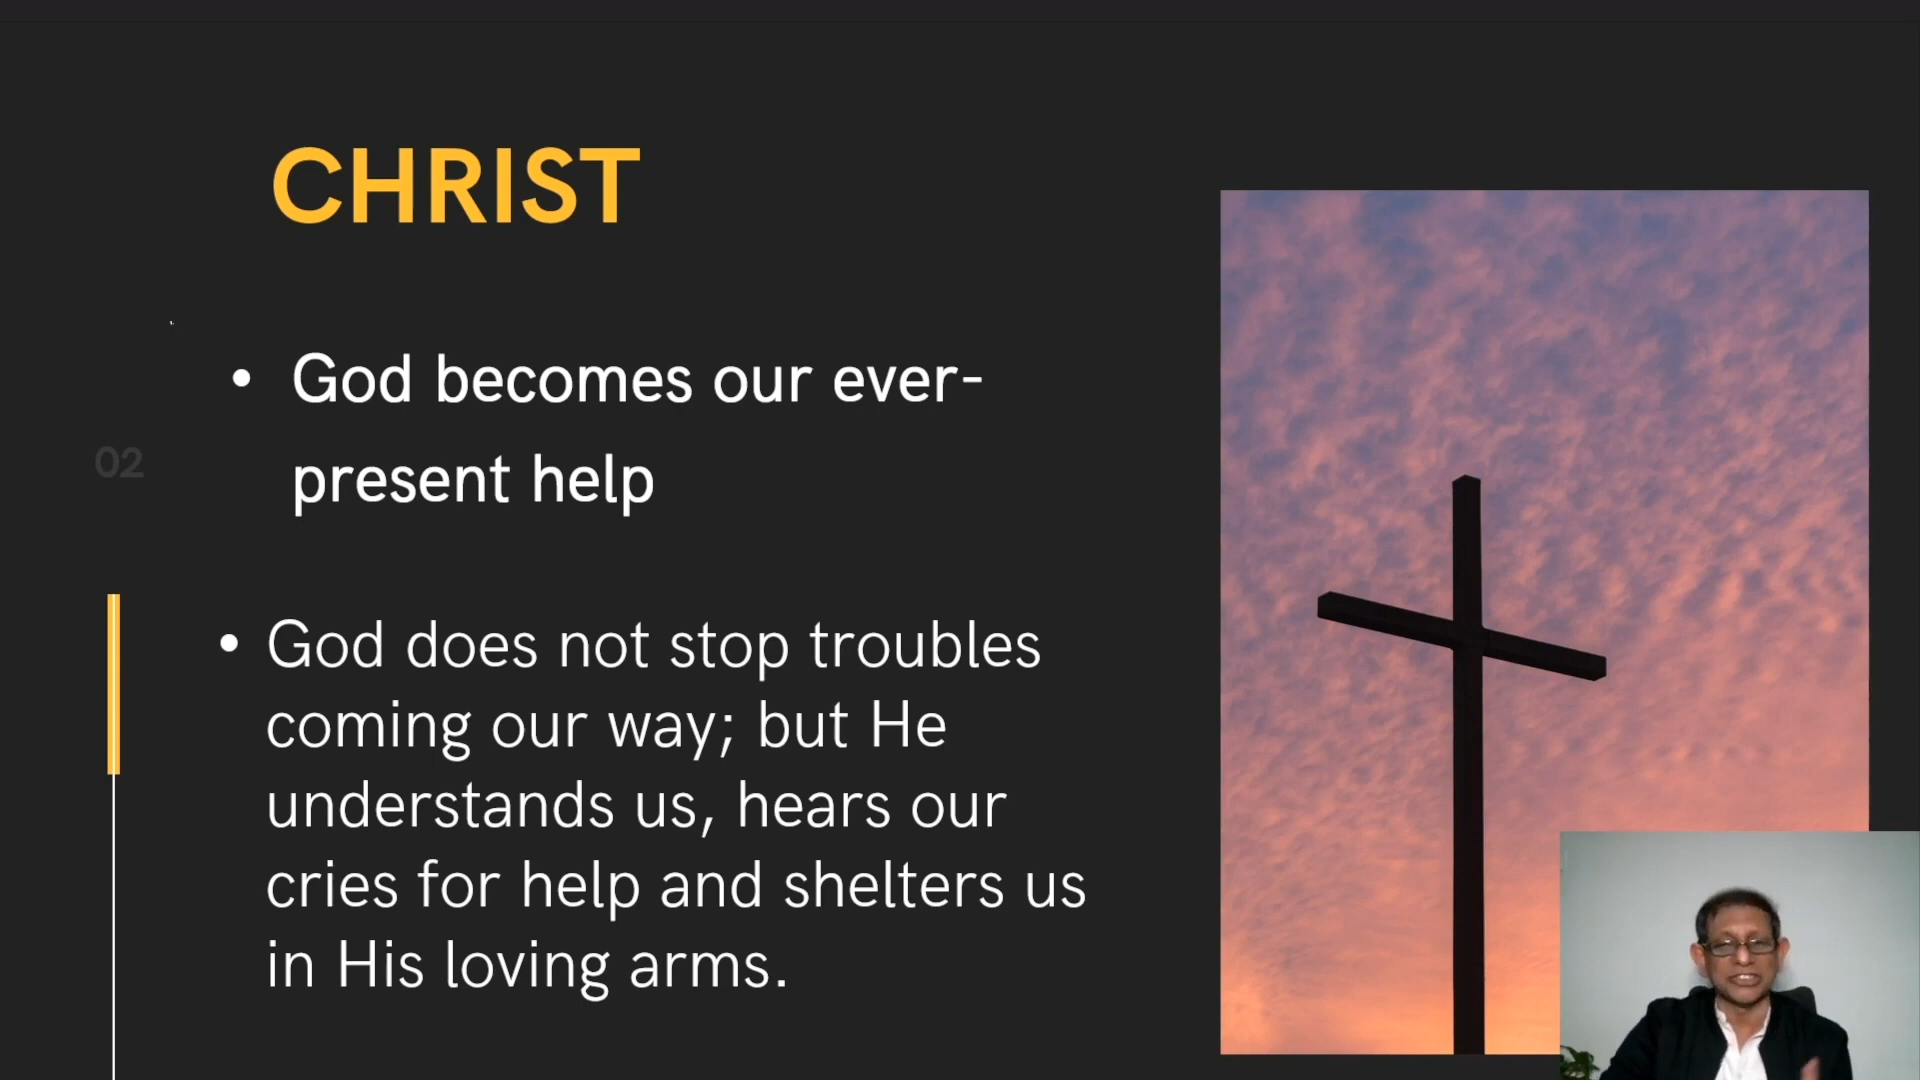 CHRIST
• God becomes our ever-
present help
02
• God does not stop troubles
coming our way; but He
understands us, hears our
cries for help and shelters us
in His loving arms.